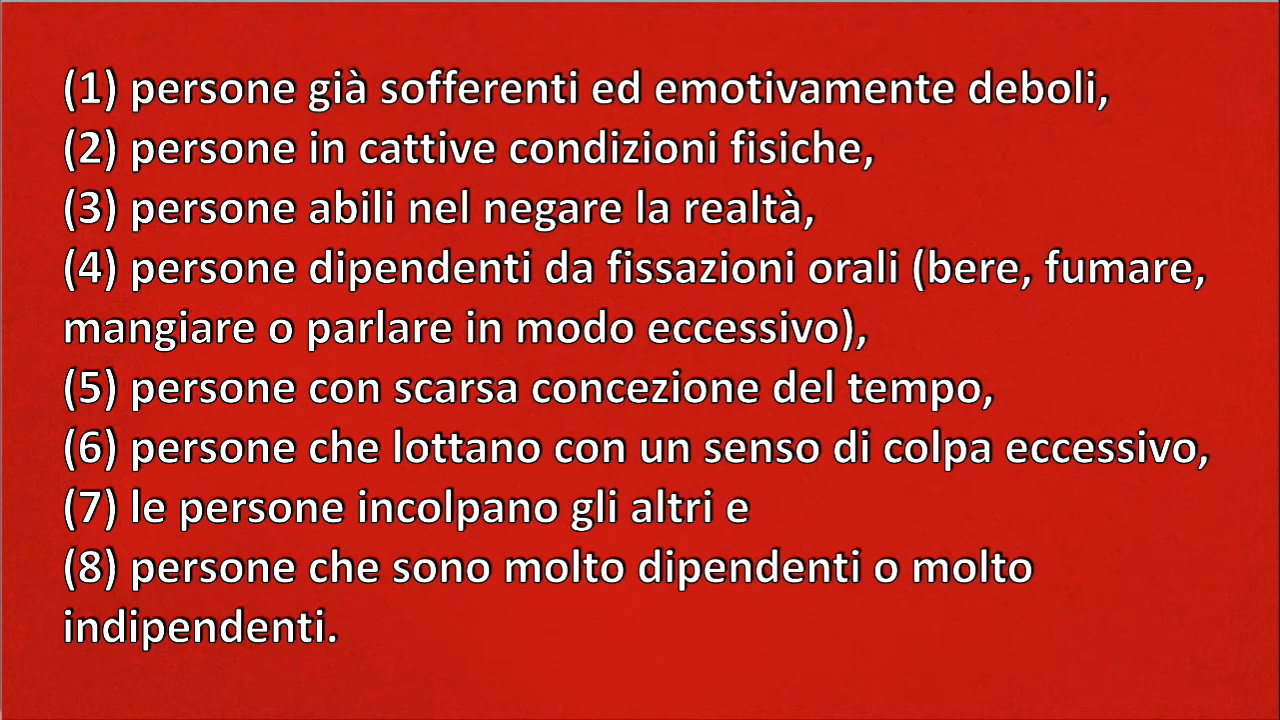 (1) persone già sofferenti ed emotivamente deboli,
(2) persone in cattive condizioni fisiche,
(3) persone abili nel negare la realtà,
(4) persone dipendenti da fissazioni orali (bere, fumare,
mangiare o parlare in modo eccessivo),
(5) persone con scarsa concezione del tempo,
(6) persone che lottano con un senso di colpa eccessivo,
(7) le persone incolpano gli altri e
(8) persone che sono molto dipendenti o molto
indipendenti.